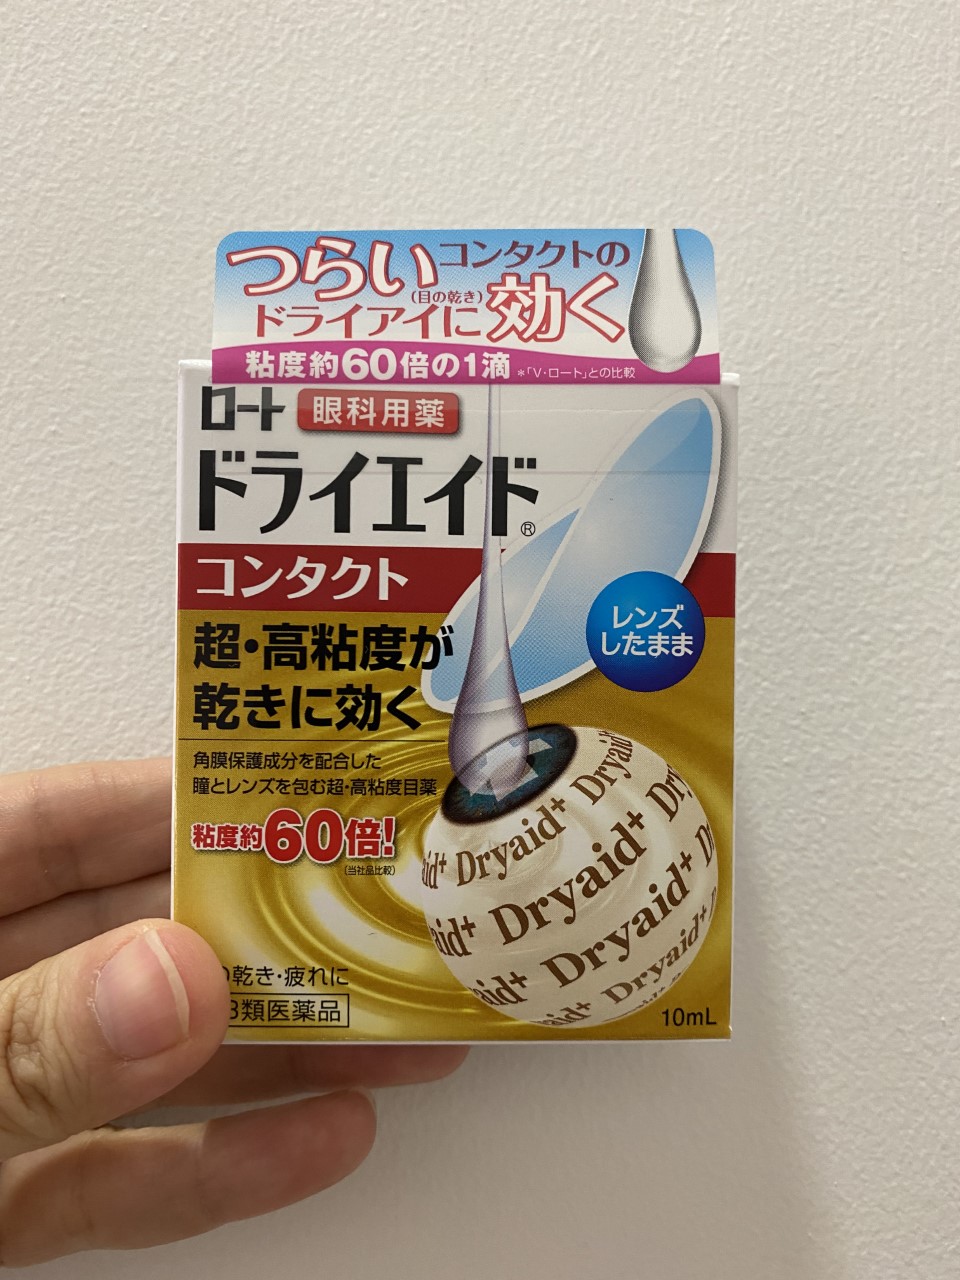 つらいコンタクトの
(目の乾き)
ドライアイに効く
粘度約60倍の1滴 *「V・ロート」との比較
ロート 眼科用薬
ドライエイド®
コンタクト
レンズ
したまま
超・高粘度が
乾きに効く
角膜保護成分を配合した
瞳とレンズを包む超・高粘度目薬
粘度約60倍!
(当社品比較)
Dryaid
Dryaid+
Dryaid+
Dryaid+
Dryaid+
の乾き・疲れに
3類医薬品
10mL